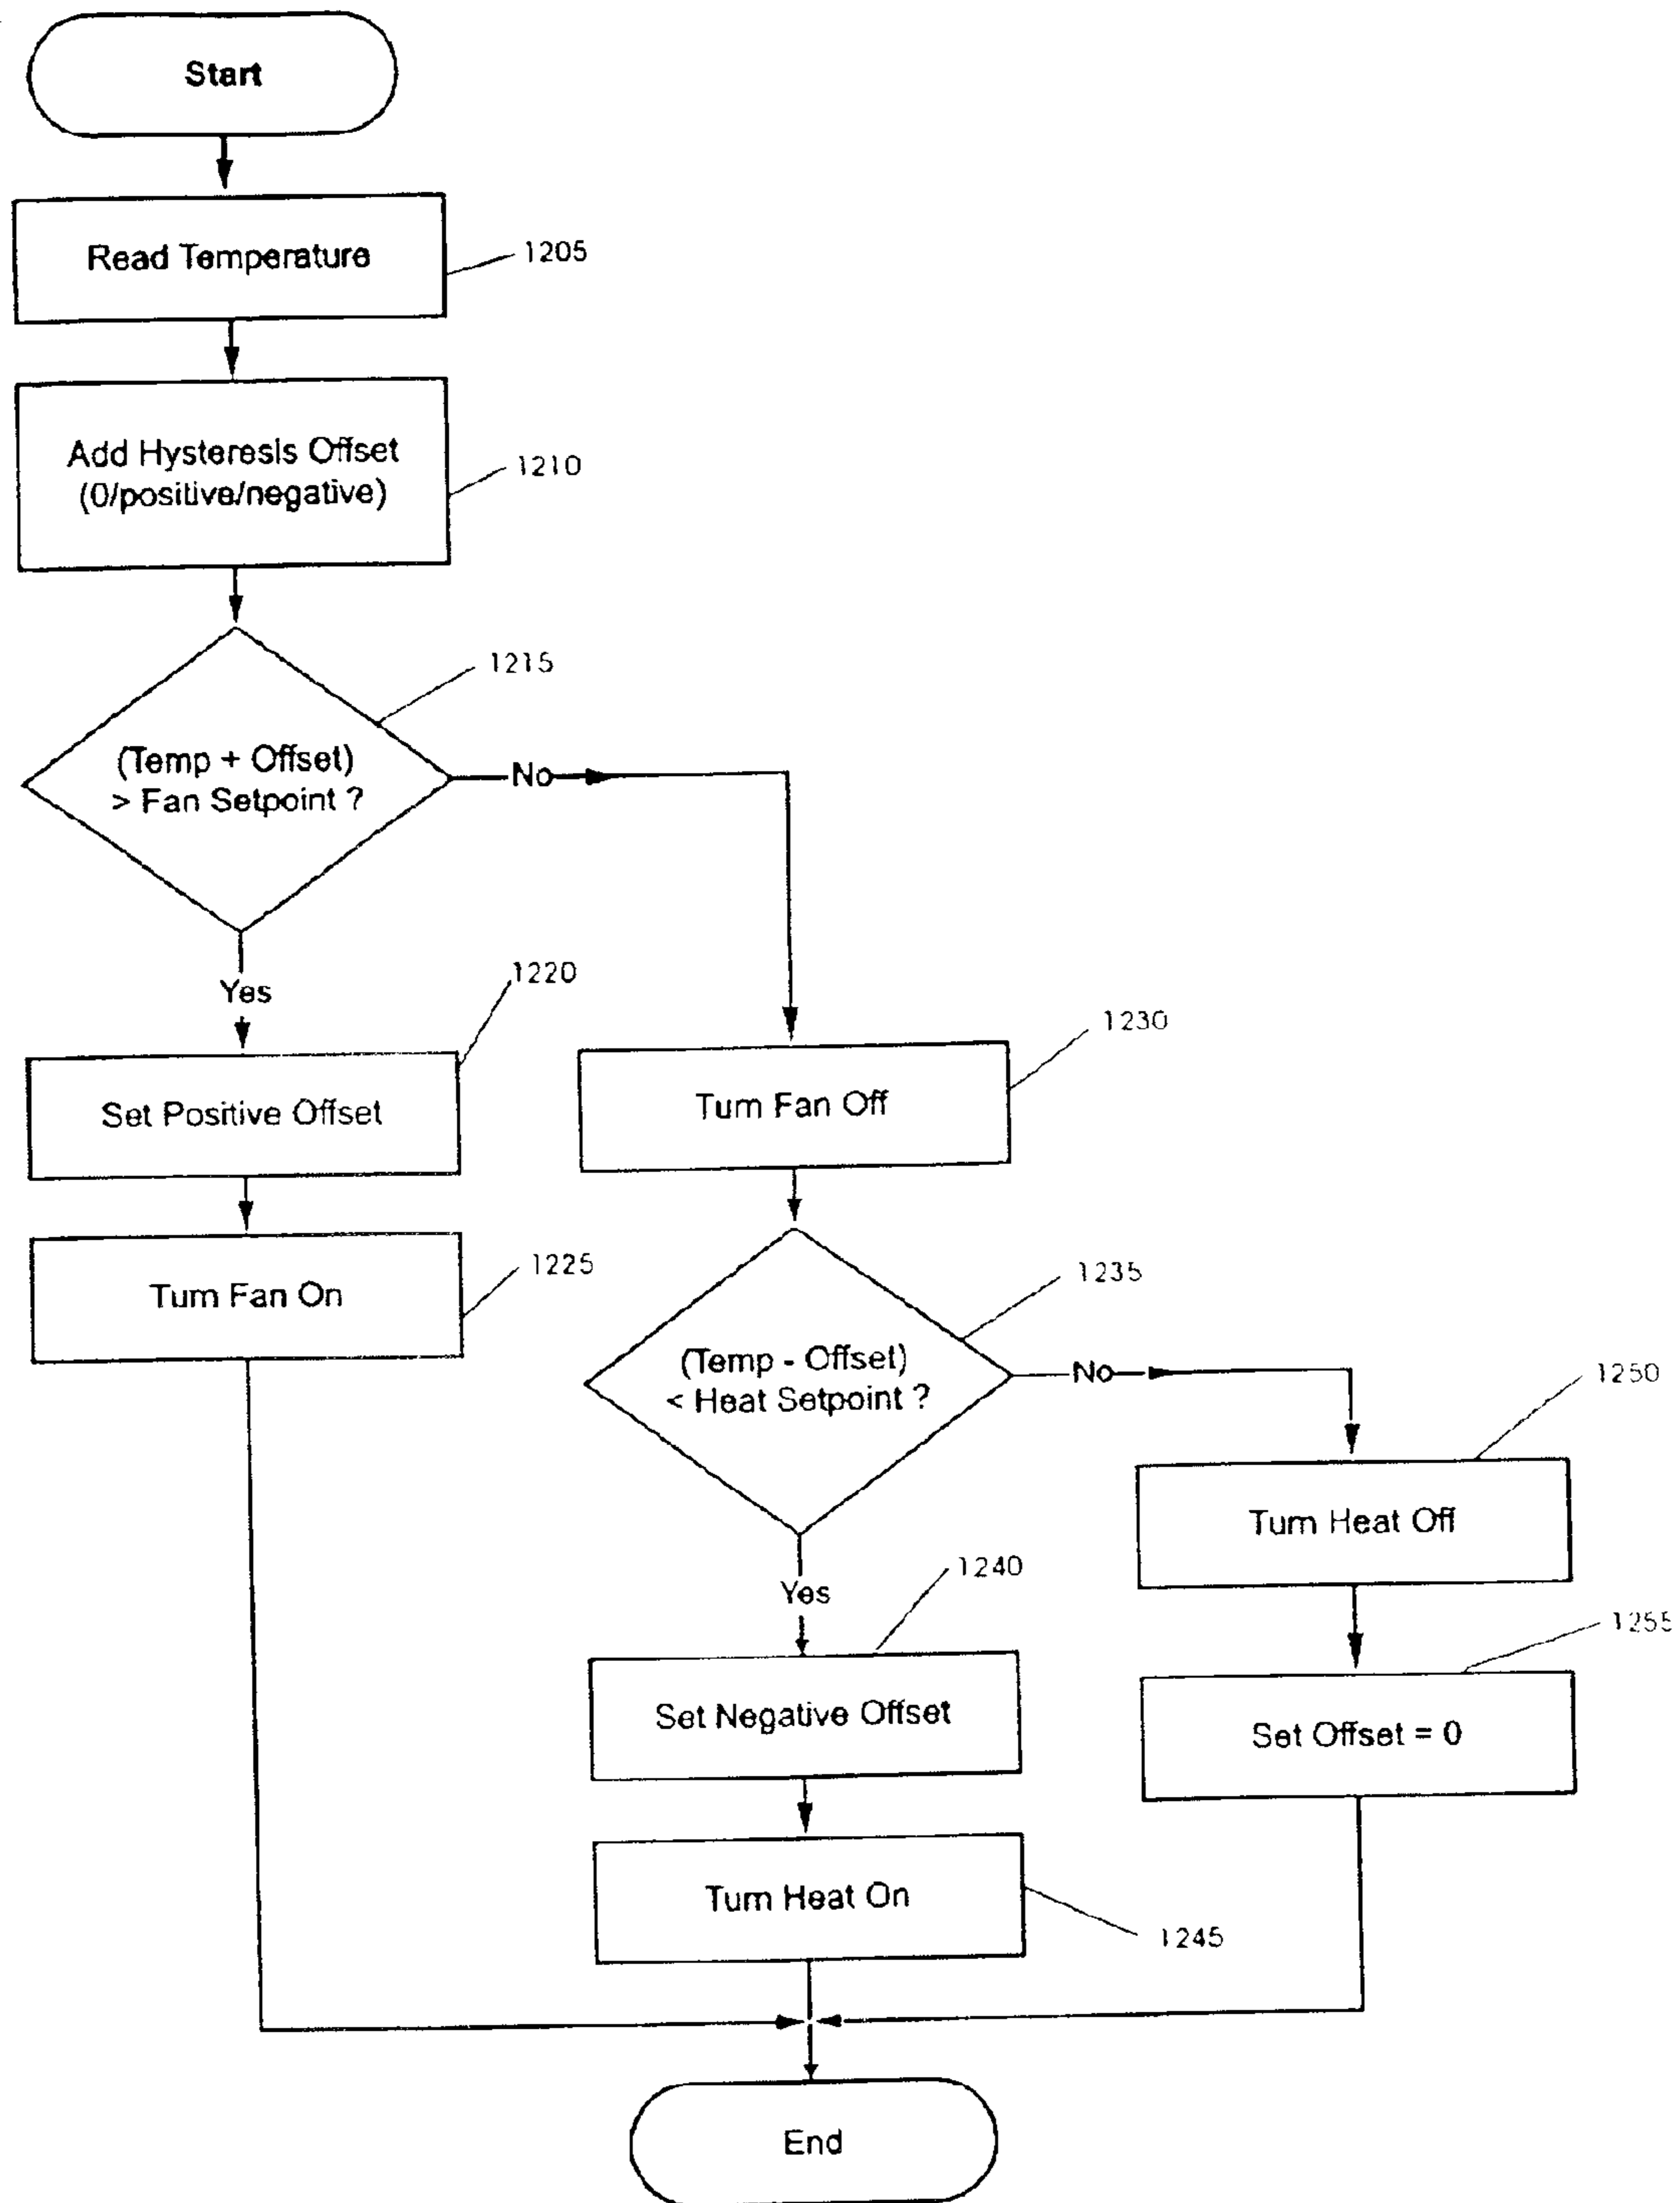 Start
Read Temperature
1205
Add Hysteresis Offset
(0/positive/negative)
1210
1215
(Temp + Offset)
> Fan Setpoint ?
No
Yes
1220
Set Positive Offset
1230
Turn Fan Off
Turn Fan On
1225
1235
(Temp - Offset)
< Heat Setpoint ?
No
1250
Turn Heat Off
Yes
1240
1255
Set Negative Offset
Set Offset = 0
Turn Heat On
1245
End